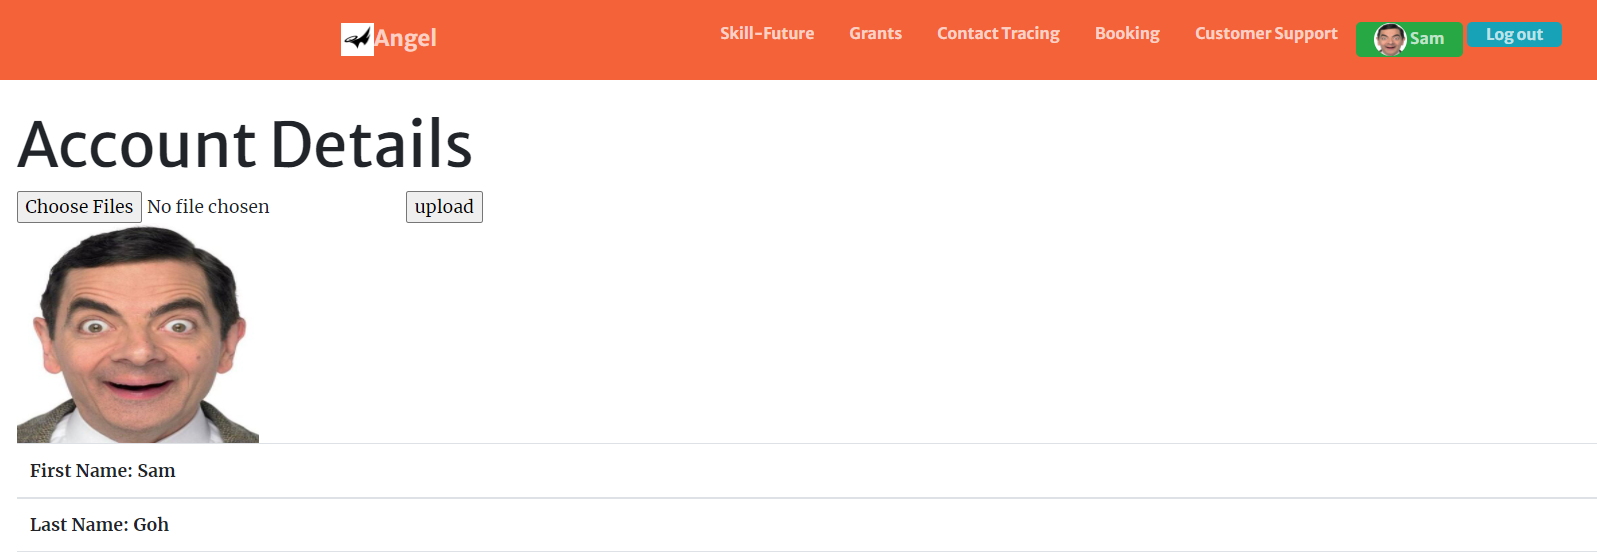 Angel Skill-Future Grants Contact Tracing Booking Customer Support Sam Log out
Account Details
Choose Files No file chosen upload
First Name: Sam
Last Name: Goh